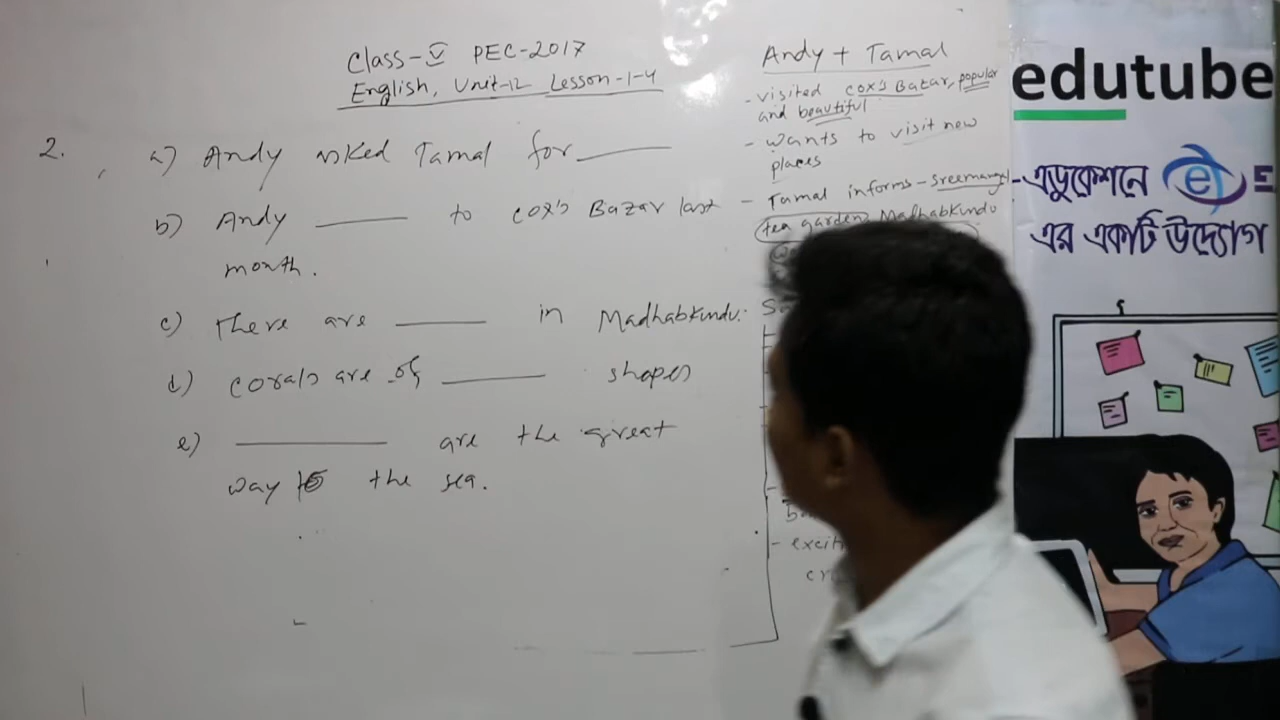 Class-V PEC-2017
English, Unit-12 Lesson-1-4
2. a) Andy asked Tamal for
b) Andy to cox's Bazar last
month.
c) There are in Madhabkundu.
d) corals are of shapes
e) are the great
way to the sea.
Andy + Tamal
- visited cox's Bazar, popular
and beautiful
- wants to visit new
places
- Tamal informs - Sreemangal
tea garden Madhabkundu
- excit
cr
edutube
এডুকেশনে e E
এর একটি উদ্যোগ